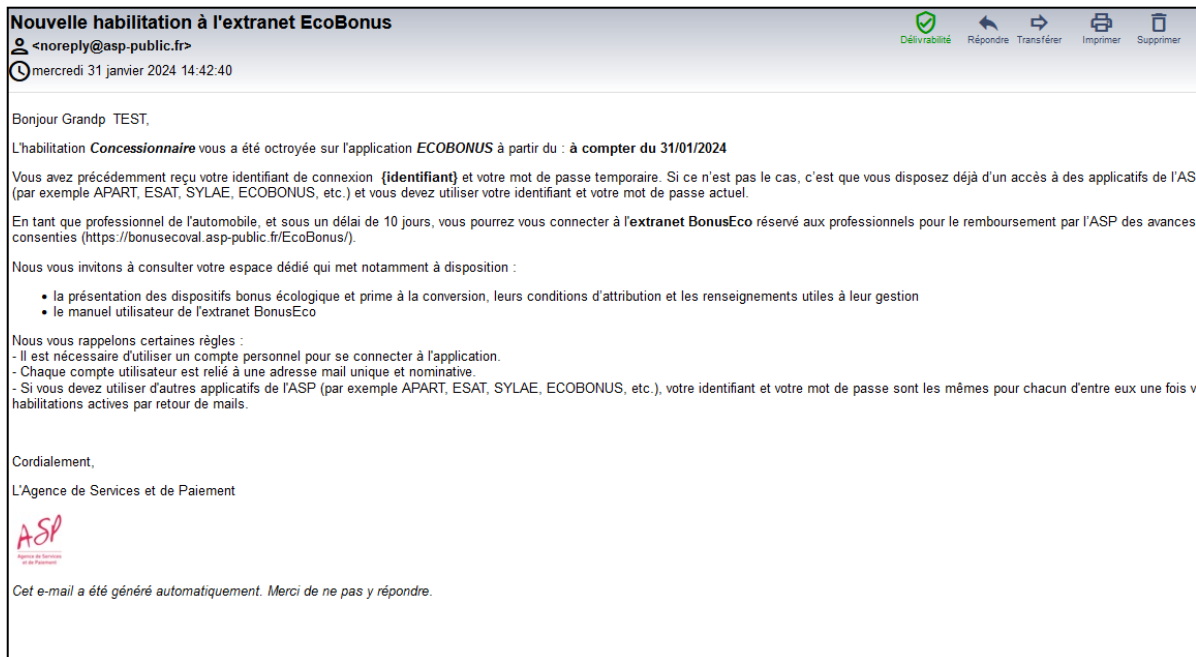 Nouvelle habilitation à l'extranet EcoBonus
<noreply@asp-public.fr>
mercredi 31 janvier 2024 14:42:40
Délivrabilité Répondre Transférer Imprimer Supprimer
Bonjour Grandp TEST,
L'habilitation Concessionnaire vous a été octroyée sur l'application ECOBONUS à partir du : à compter du 31/01/2024
Vous avez précédemment reçu votre identifiant de connexion {identifiant} et votre mot de passe temporaire. Si ce n'est pas le cas, c'est que vous disposez déjà d'un accès à des applicatifs de l'AS
(par exemple APART, ESAT, SYLAE, ECOBONUS, etc.) et vous devez utiliser votre identifiant et votre mot de passe actuel.
En tant que professionnel de l'automobile, et sous un délai de 10 jours, vous pourrez vous connecter à l'extranet BonusEco réservé aux professionnels pour le remboursement par l'ASP des avances
consenties (https://bonusecoval.asp-public.fr/EcoBonus/).
Nous vous invitons à consulter votre espace dédié qui met notamment à disposition :
• la présentation des dispositifs bonus écologique et prime à la conversion, leurs conditions d'attribution et les renseignements utiles à leur gestion
• le manuel utilisateur de l'extranet BonusEco
Nous vous rappelons certaines règles :
- Il est nécessaire d'utiliser un compte personnel pour se connecter à l'application.
- Chaque compte utilisateur est relié à une adresse mail unique et nominative.
- Si vous devez utiliser d'autres applicatifs de l'ASP (par exemple APART, ESAT, SYLAE, ECOBONUS, etc.), votre identifiant et votre mot de passe sont les mêmes pour chacun d'entre eux une fois v
habilitations actives par retour de mails.
Cordialement,
L'Agence de Services et de Paiement
ASP
Agence de Services
et de Paiement
Cet e-mail a été généré automatiquement. Merci de ne pas y répondre.